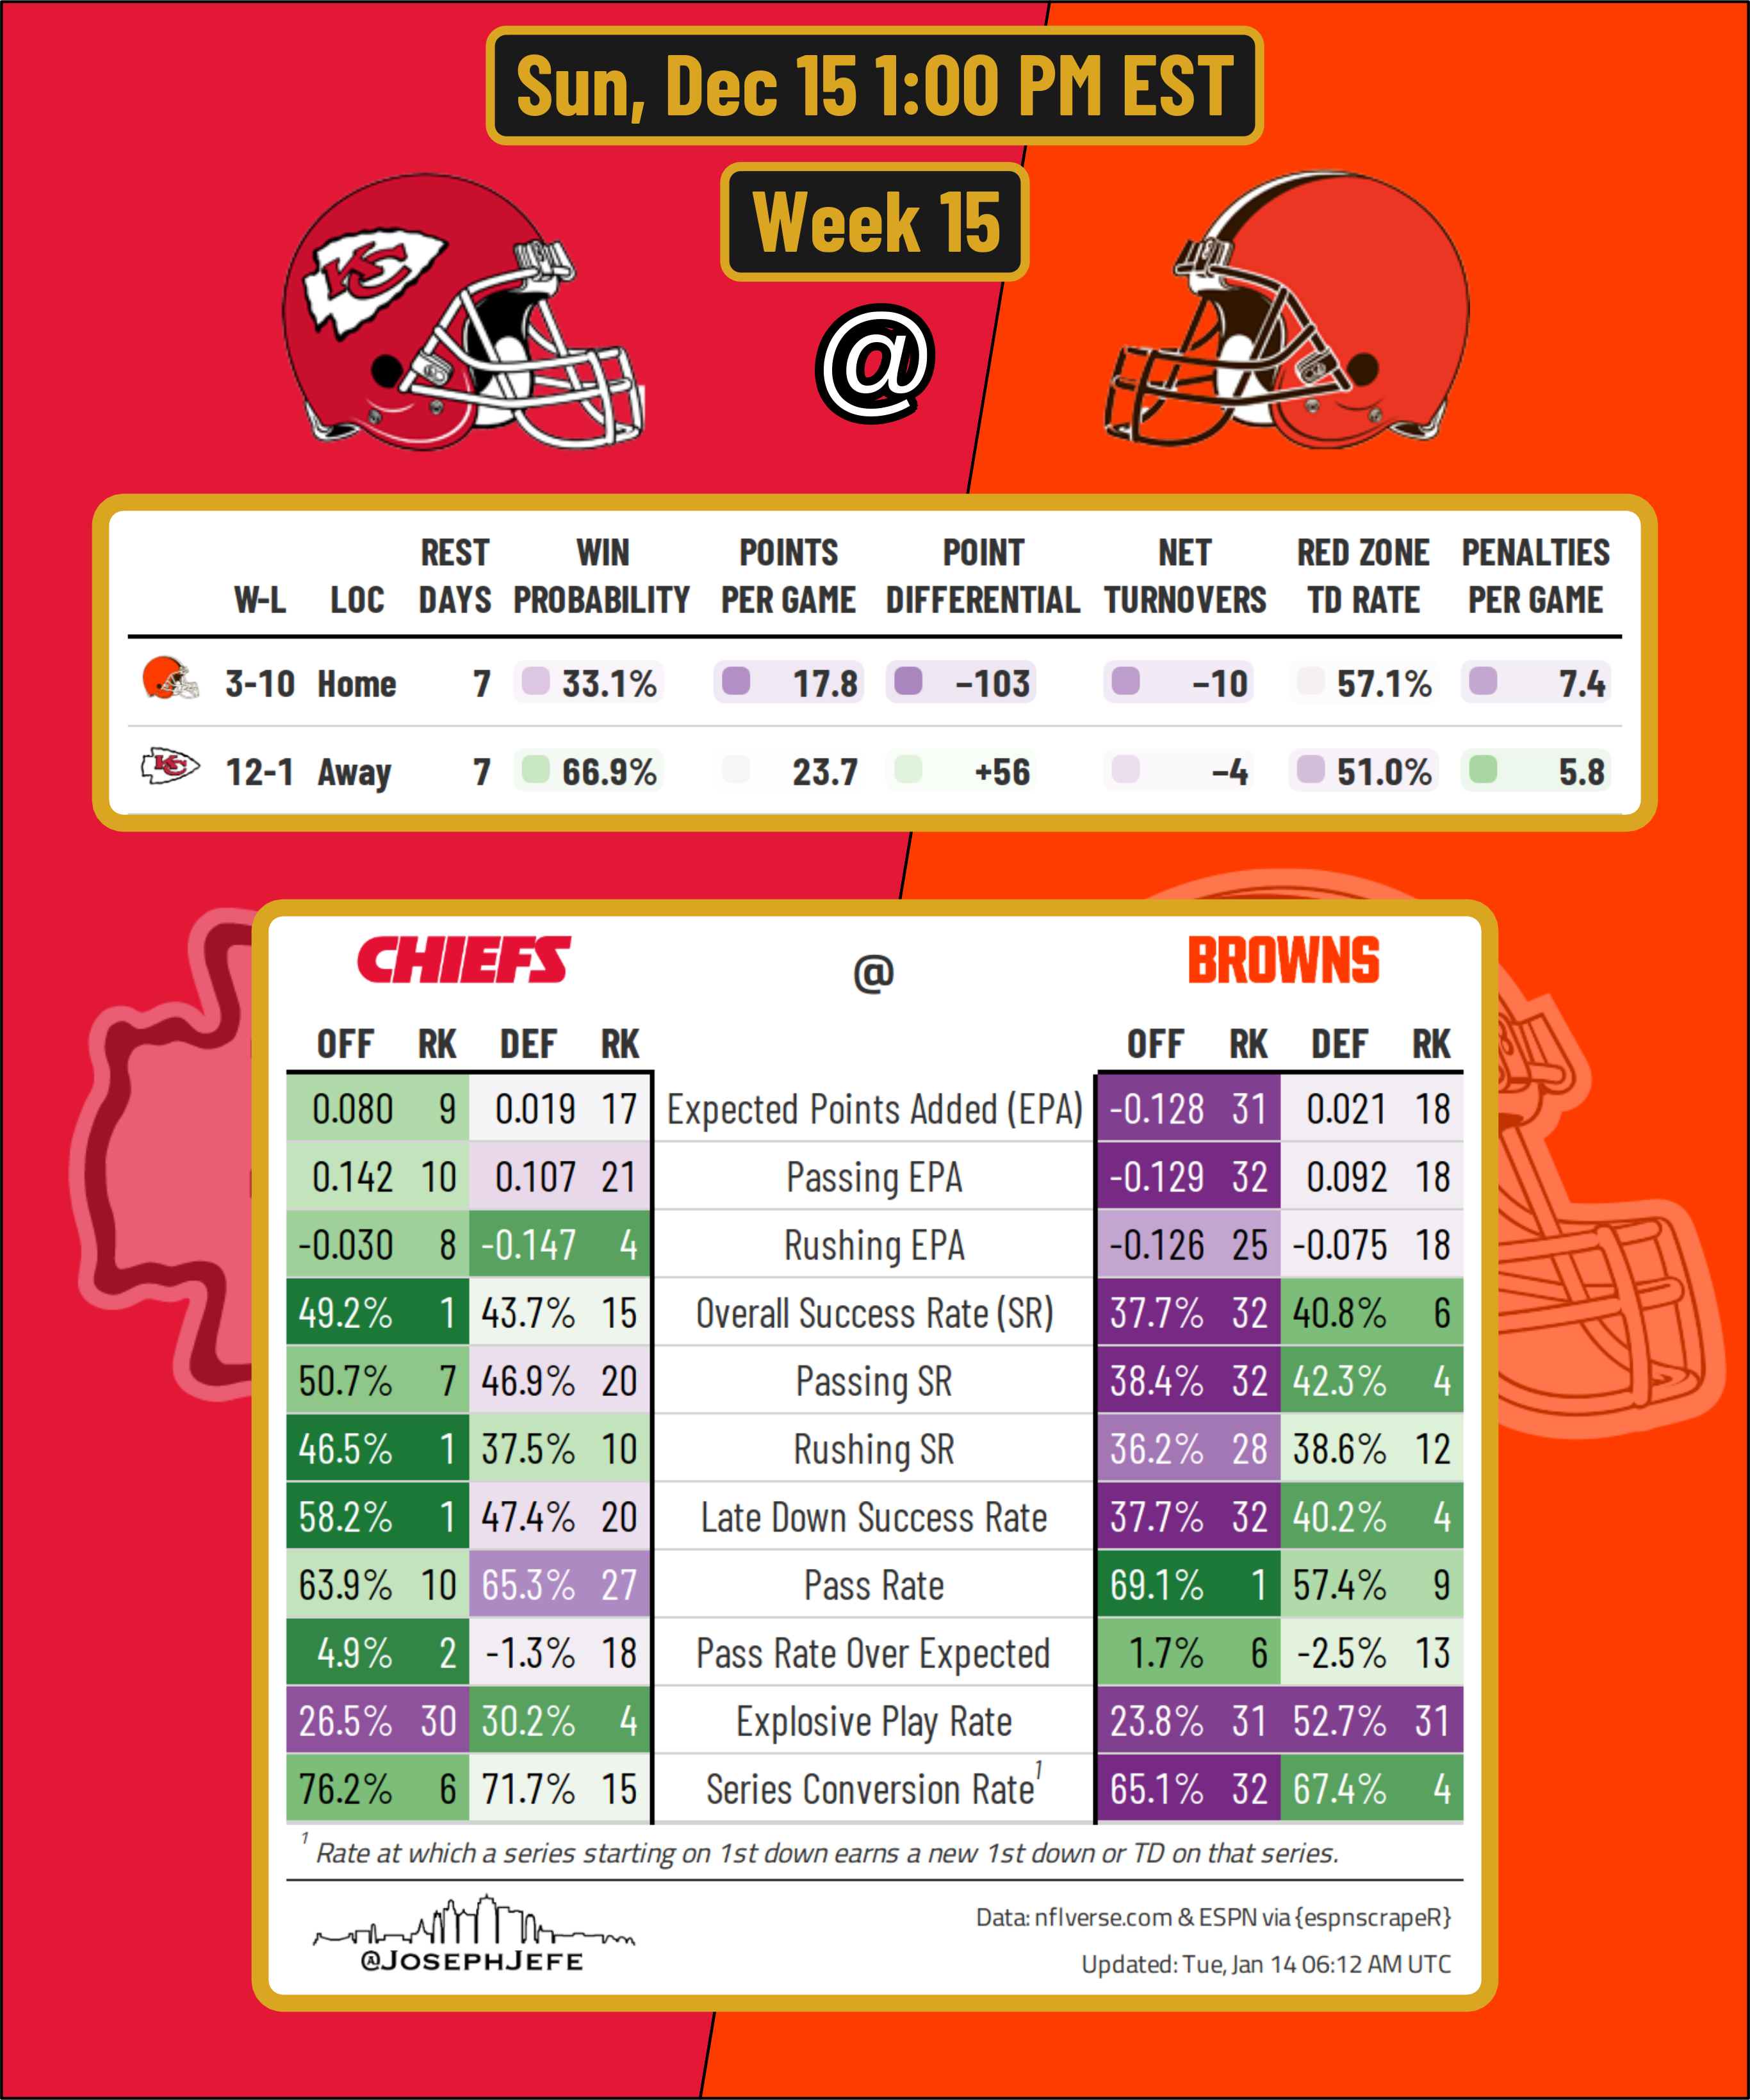 Sun, Dec 15 1:00 PM EST
Week 15
KC
@
REST WIN POINTS POINT NET RED ZONE PENALTIES
W-L LOC DAYS PROBABILITY PER GAME DIFFERENTIAL TURNOVERS TD RATE PER GAME
3-10 Home 7 33.1% 17.8 −103 −10 57.1% 7.4
KC 12-1 Away 7 66.9% 23.7 +56 −4 51.0% 5.8
CHIEFS @ BROWNS
OFF RK DEF RK OFF RK DEF RK
0.080 9 0.019 17 Expected Points Added (EPA) -0.128 31 0.021 18
0.142 10 0.107 21 Passing EPA -0.129 32 0.092 18
-0.030 8 -0.147 4 Rushing EPA -0.126 25 -0.075 18
49.2% 1 43.7% 15 Overall Success Rate (SR) 37.7% 32 40.8% 6
50.7% 7 46.9% 20 Passing SR 38.4% 32 42.3% 4
46.5% 1 37.5% 10 Rushing SR 36.2% 28 38.6% 12
58.2% 1 47.4% 20 Late Down Success Rate 37.7% 32 40.2% 4
63.9% 10 65.3% 27 Pass Rate 69.1% 1 57.4% 9
4.9% 2 -1.3% 18 Pass Rate Over Expected 1.7% 6 -2.5% 13
26.5% 30 30.2% 4 Explosive Play Rate 23.8% 31 52.7% 31
76.2% 6 71.7% 15 Series Conversion Rate¹ 65.1% 32 67.4% 4
¹ Rate at which a series starting on 1st down earns a new 1st down or TD on that series.
@JOSEPHJEFE
Data: nflverse.com & ESPN via {espnscrapeR}
Updated: Tue, Jan 14 06:12 AM UTC